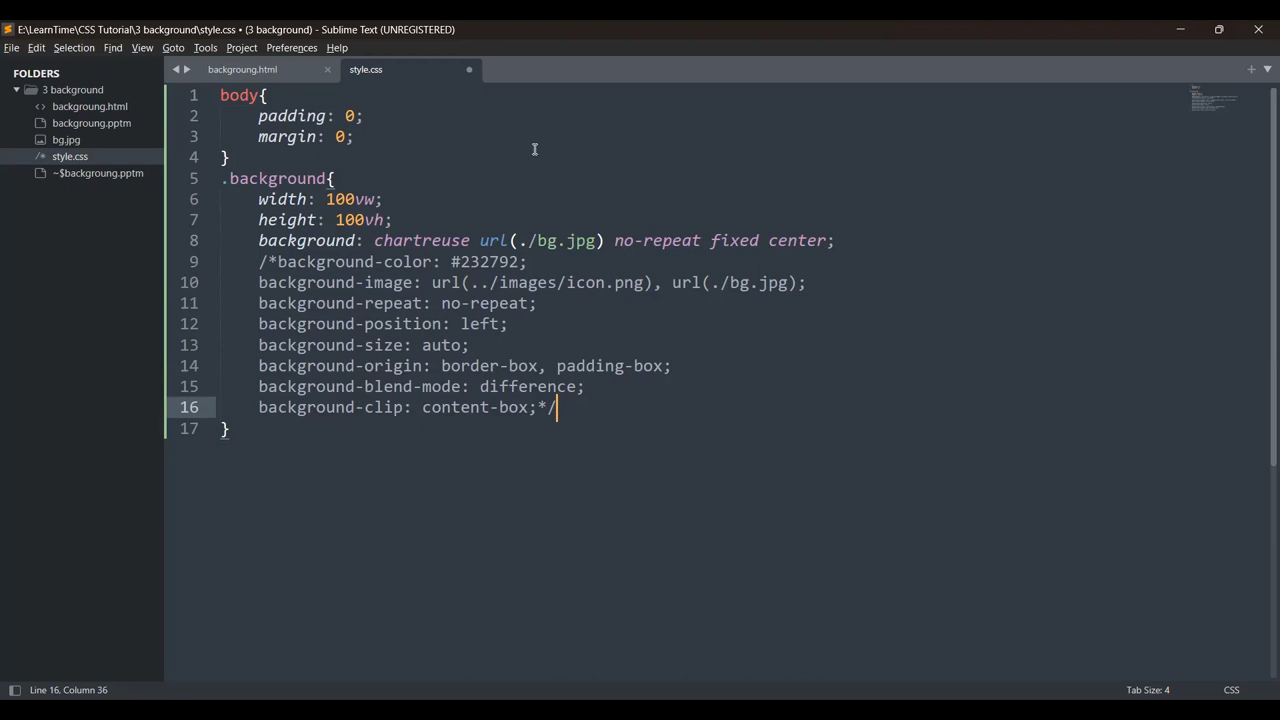 E:\LearnTime\CSS Tutorial\3 background\style.css • (3 background) - Sublime Text (UNREGISTERED)
File Edit Selection Find View Goto Tools Project Preferences Help
FOLDERS
3 background
<> backgroung.html
backgroung.pptm
bg.jpg
/* style.css
~$backgroung.pptm
backgroung.html × style.css
1 body{
2 padding: 0;
3 margin: 0;
4 }
5 .background{
6 width: 100vw;
7 height: 100vh;
8 background: chartreuse url(./bg.jpg) no-repeat fixed center;
9 /*background-color: #232792;
10 background-image: url(../images/icon.png), url(./bg.jpg);
11 background-repeat: no-repeat;
12 background-position: left;
13 background-size: auto;
14 background-origin: border-box, padding-box;
15 background-blend-mode: difference;
16 background-clip: content-box;*/
17 }
Line 16, Column 36 Tab Size: 4 CSS